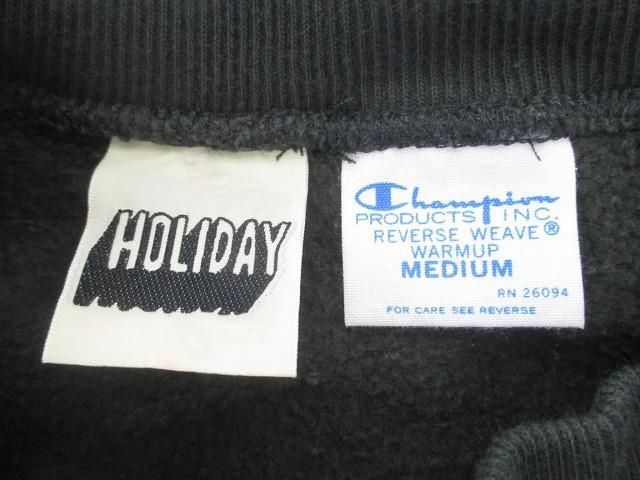 HOLIDAY
Champion
PRODUCTS INC.
REVERSE WEAVE®
WARMUP
MEDIUM
RN 26094
FOR CARE SEE REVERSE